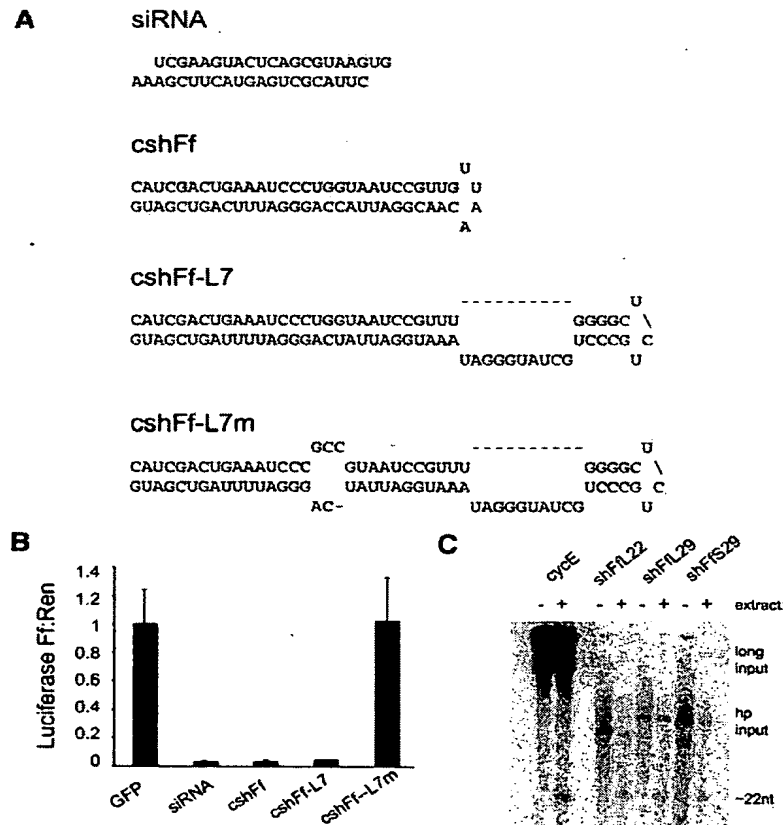 A
siRNA
UCGAAGUACUCAGCGUAAGUG
AAAGCUUCAUGAGUCGCAUUC
cshFf
U
CAUCGACUGAAAUCCCUGGUAAUCCGUUG U
GUAGCUGACUUUAGGGACCAUUAGGCAAC A
A
cshFf-L7
---------- U
CAUCGACUGAAAUCCCUGGUAAUCCGUUU GGGGC \
GUAGCUGAUUUUAGGGACUAUUAGGUAAA UCCCG C
UAGGGUAUCG U
cshFf-L7m
GCC ---------- U
CAUCGACUGAAAUCCC GUAAUCCGUUU GGGGC \
GUAGCUGAUUUUAGGG UAUUAGGUAAA UCCCG C
AC- UAGGGUAUCG U
B
Luciferase Ff:Ren
1.4
1.2
1
0.8
0.6
0.4
0.2
0
GFP
siRNA
cshFf
cshFf-L7
cshFf--L7m
C
cycE
shFfL22
shFfL29
shFfS29
- + - + - + - + extract
long
input
hp
input
~22nt